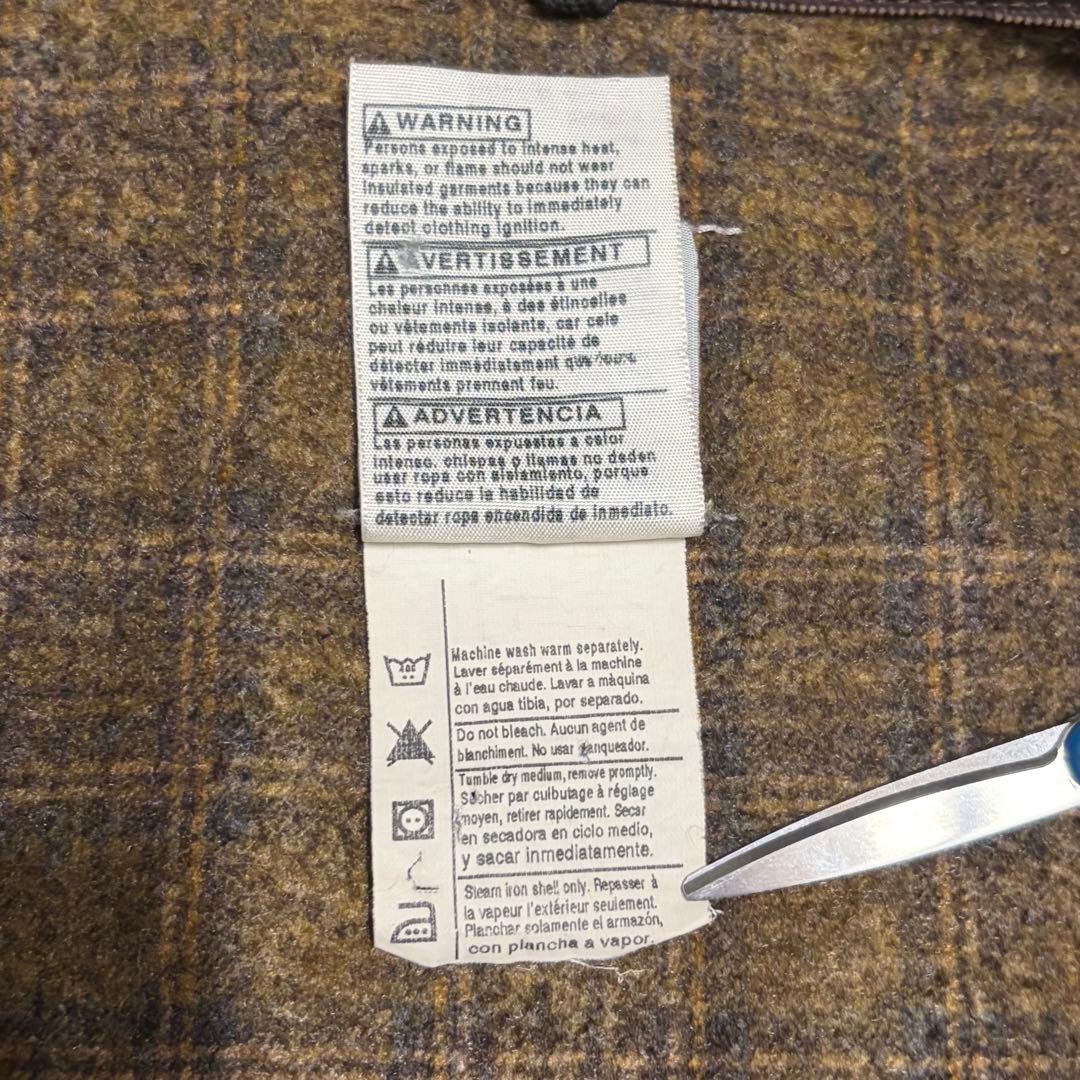 WARNING
Persons exposed to intense heat,
sparks, or flame should not wear
insulated garments because they can
reduce the ability to immediately
detect clothing ignition.
AVERTISSEMENT
Les personnes exposées à une
chaleur intense, à des étincelles
ou vêtements isolants, car cela
peut réduire leur capacité de
détecter immédiatement que leurs
vêtements prennent feu.
ADVERTENCIA
Las personas expuestas a calor
intenso, chispas o llamas no deben
usar ropa con aislamiento, porque
esto reduce la habilidad de
detectar ropa encendida de inmediato.
Machine wash warm separately.
Laver séparément à la machine
à l'eau chaude. Lavar a màquina
con agua tibia, por separado.
Do not bleach. Aucun agent de
blanchiment. No usar
Tumble dry medium, remove promptly.
Sécher par culbutage à réglage
moyen, retirer rapidement. Secar
en secadora en ciclo medio,
y sacar inmediatamente.
Steam iron shell only. Repasser à
la vapeur l'extérieur seulement.
Planchar solamente el armazón,
con plancha a vapor.